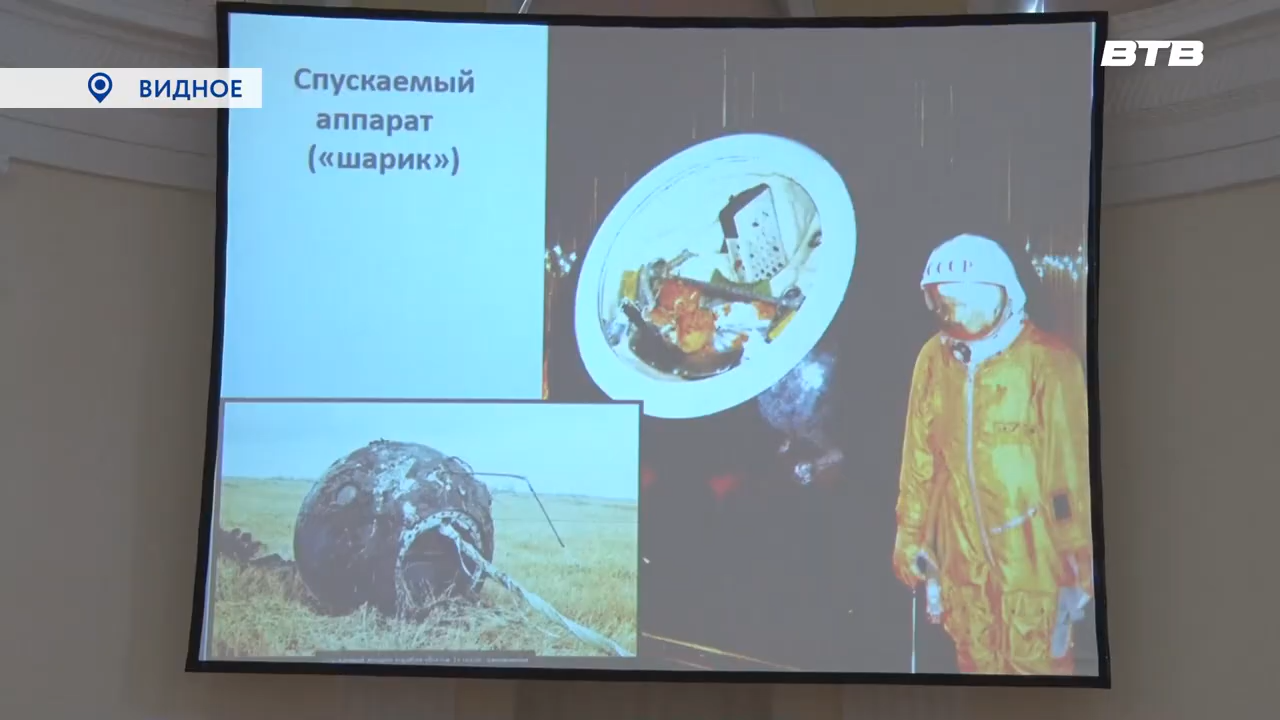 ВТВ
ВИДНОЕ
Спускаемый
аппарат
(«шарик»)
СССР